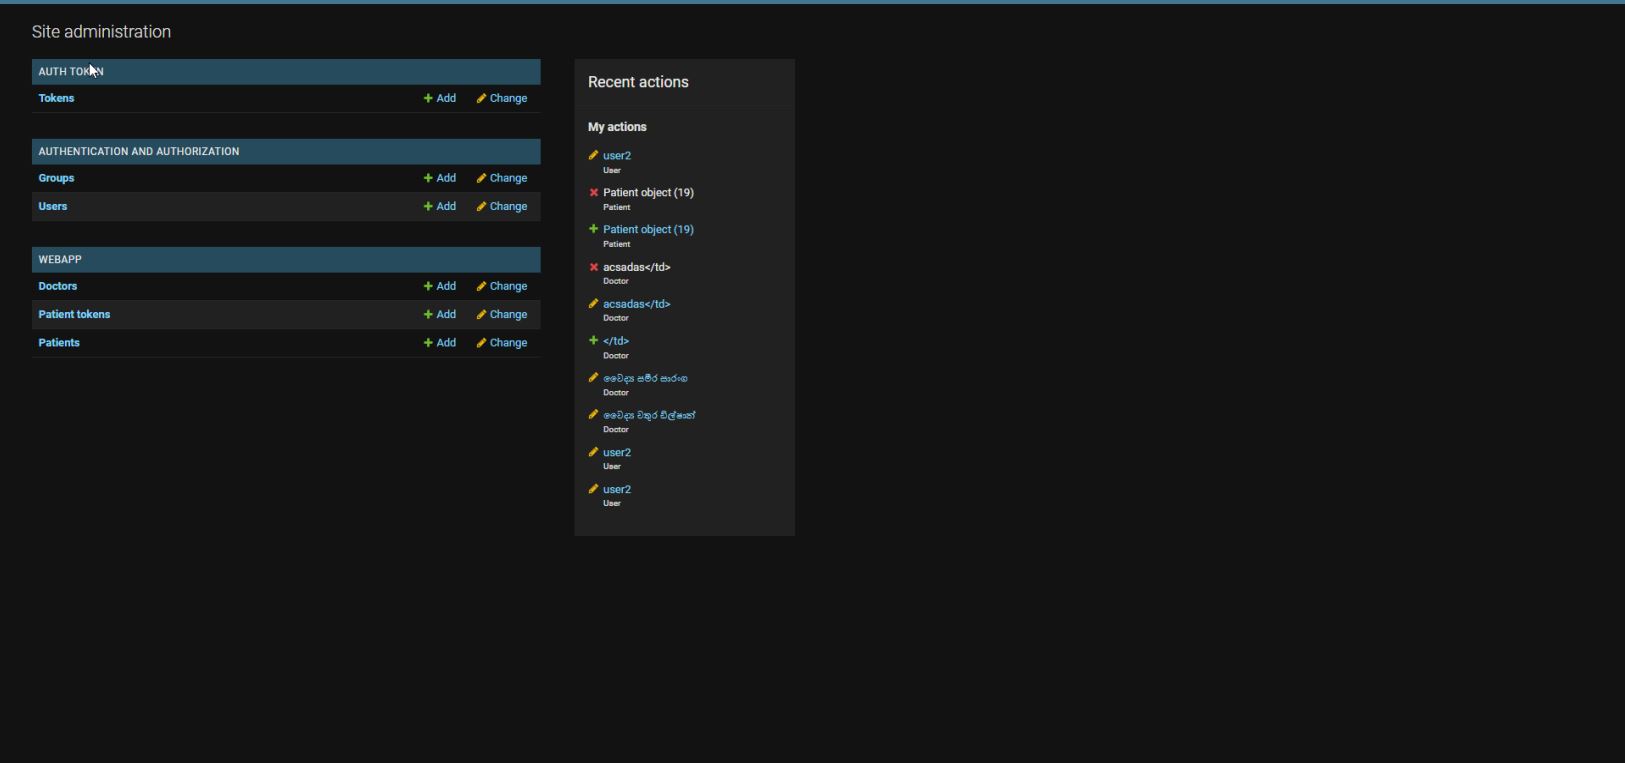 Site administration
AUTH TOKEN
Tokens Add Change
AUTHENTICATION AND AUTHORIZATION
Groups Add Change
Users Add Change
WEBAPP
Doctors Add Change
Patient tokens Add Change
Patients Add Change
Recent actions
My actions
user2
User
Patient object (19)
Patient
Patient object (19)
Patient
acsadas</td>
Doctor
acsadas</td>
Doctor
</td>
Doctor
වෛද්‍ය සමීර සාරංග
Doctor
වෛද්‍ය චතුර ඩිල්ෂාන්
Doctor
user2
User
user2
User